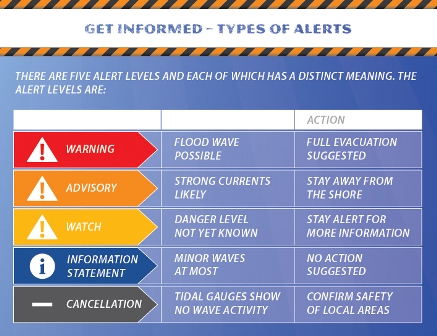 GET INFORMED – TYPES OF ALERTS
THERE ARE FIVE ALERT LEVELS AND EACH OF WHICH HAS A DISTINCT MEANING. THE
ALERT LEVELS ARE:
ACTION
WARNING
FLOOD WAVE
POSSIBLE
FULL EVACUATION
SUGGESTED
ADVISORY
STRONG CURRENTS
LIKELY
STAY AWAY FROM
THE SHORE
WATCH
DANGER LEVEL
NOT YET KNOWN
STAY ALERT FOR
MORE INFORMATION
INFORMATION
STATEMENT
MINOR WAVES
AT MOST
NO ACTION
SUGGESTED
CANCELLATION
TIDAL GAUGES SHOW
NO WAVE ACTIVITY
CONFIRM SAFETY
OF LOCAL AREAS